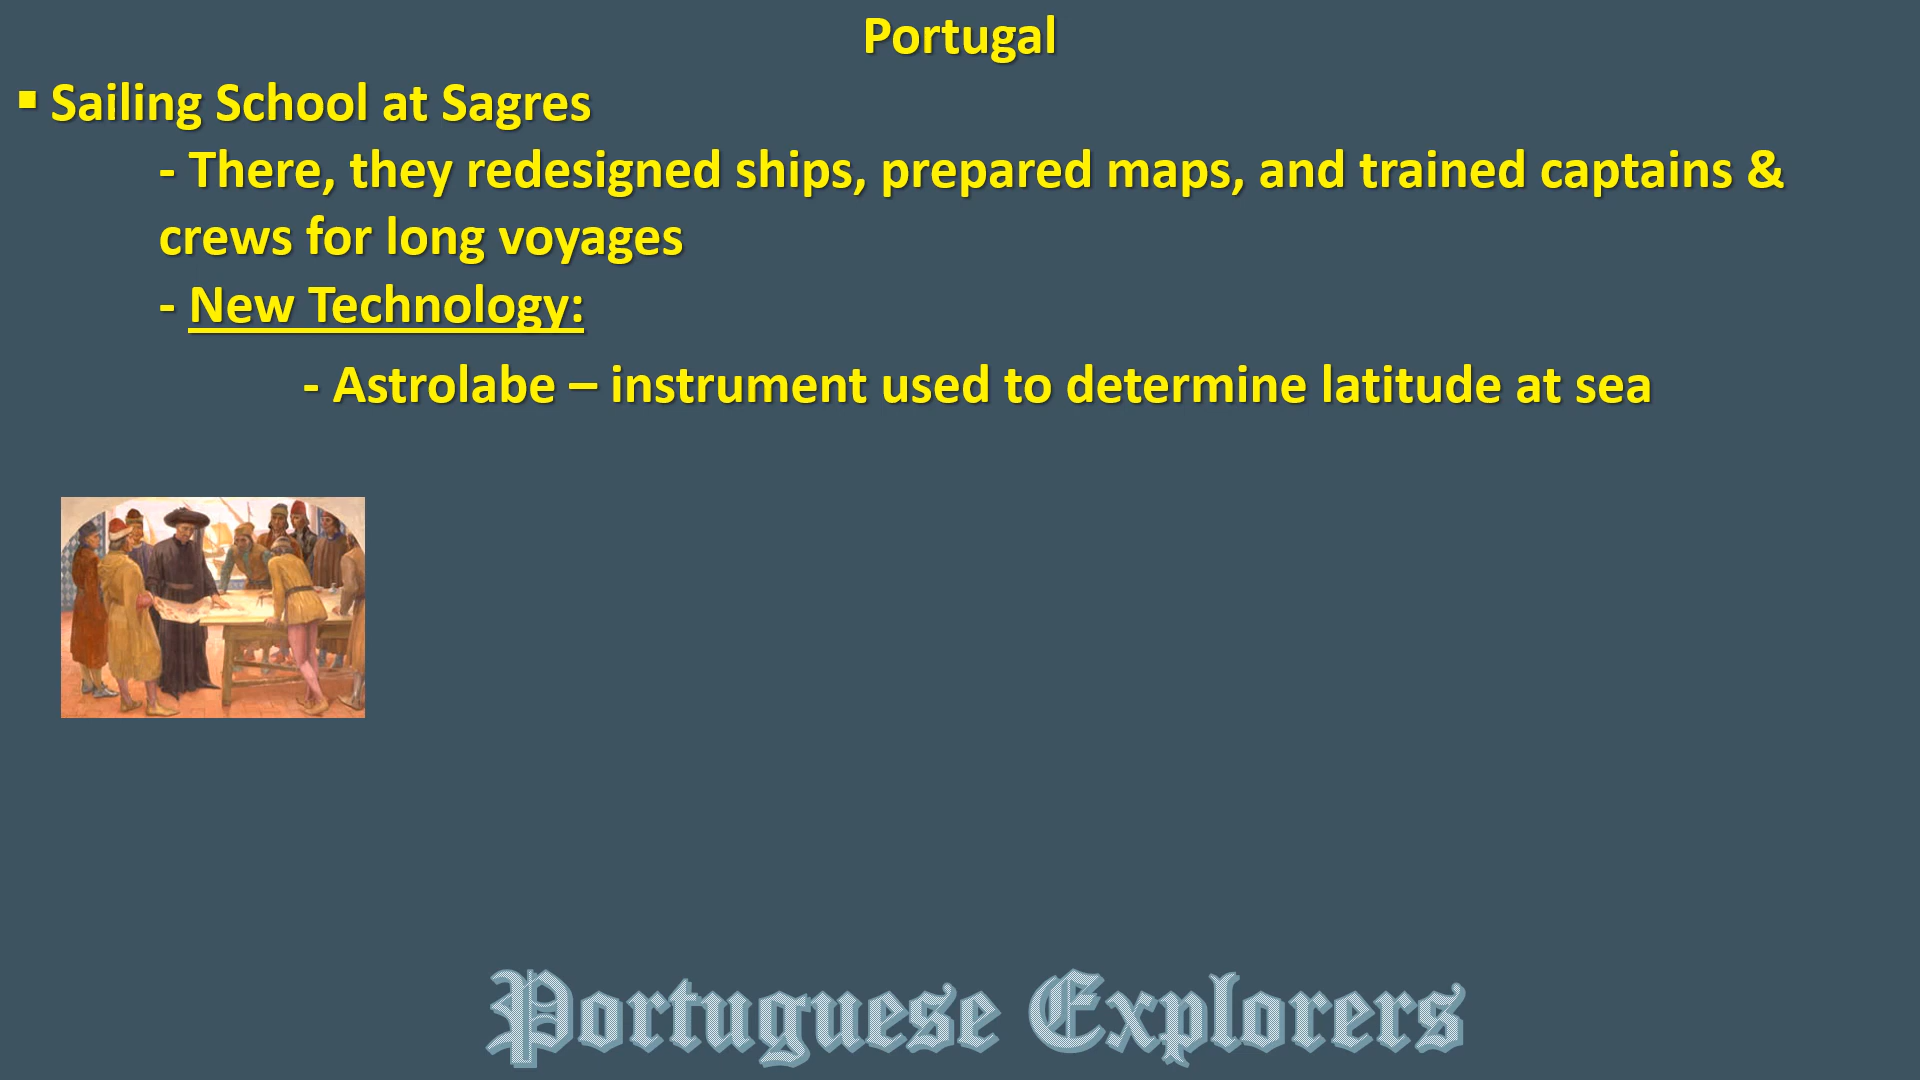 Portugal
▪ Sailing School at Sagres
- There, they redesigned ships, prepared maps, and trained captains &
crews for long voyages
- New Technology:
- Astrolabe – instrument used to determine latitude at sea
Portuguese Explorers